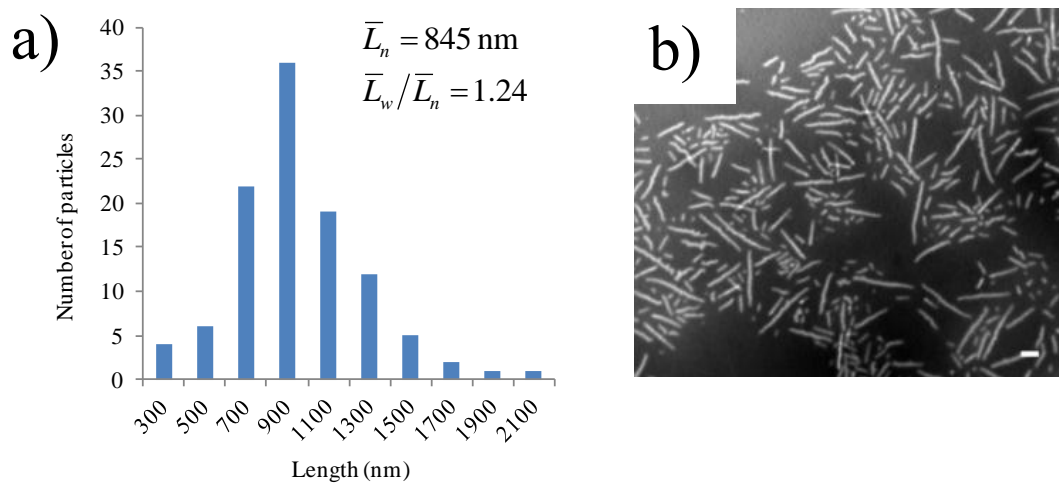 a)
L̅ₙ = 845 nm
L̅w/L̅ₙ = 1.24
Number of particles
40
35
30
25
20
15
10
5
0
300 500 700 900 1100 1300 1500 1700 1900 2100
Length (nm)
b)